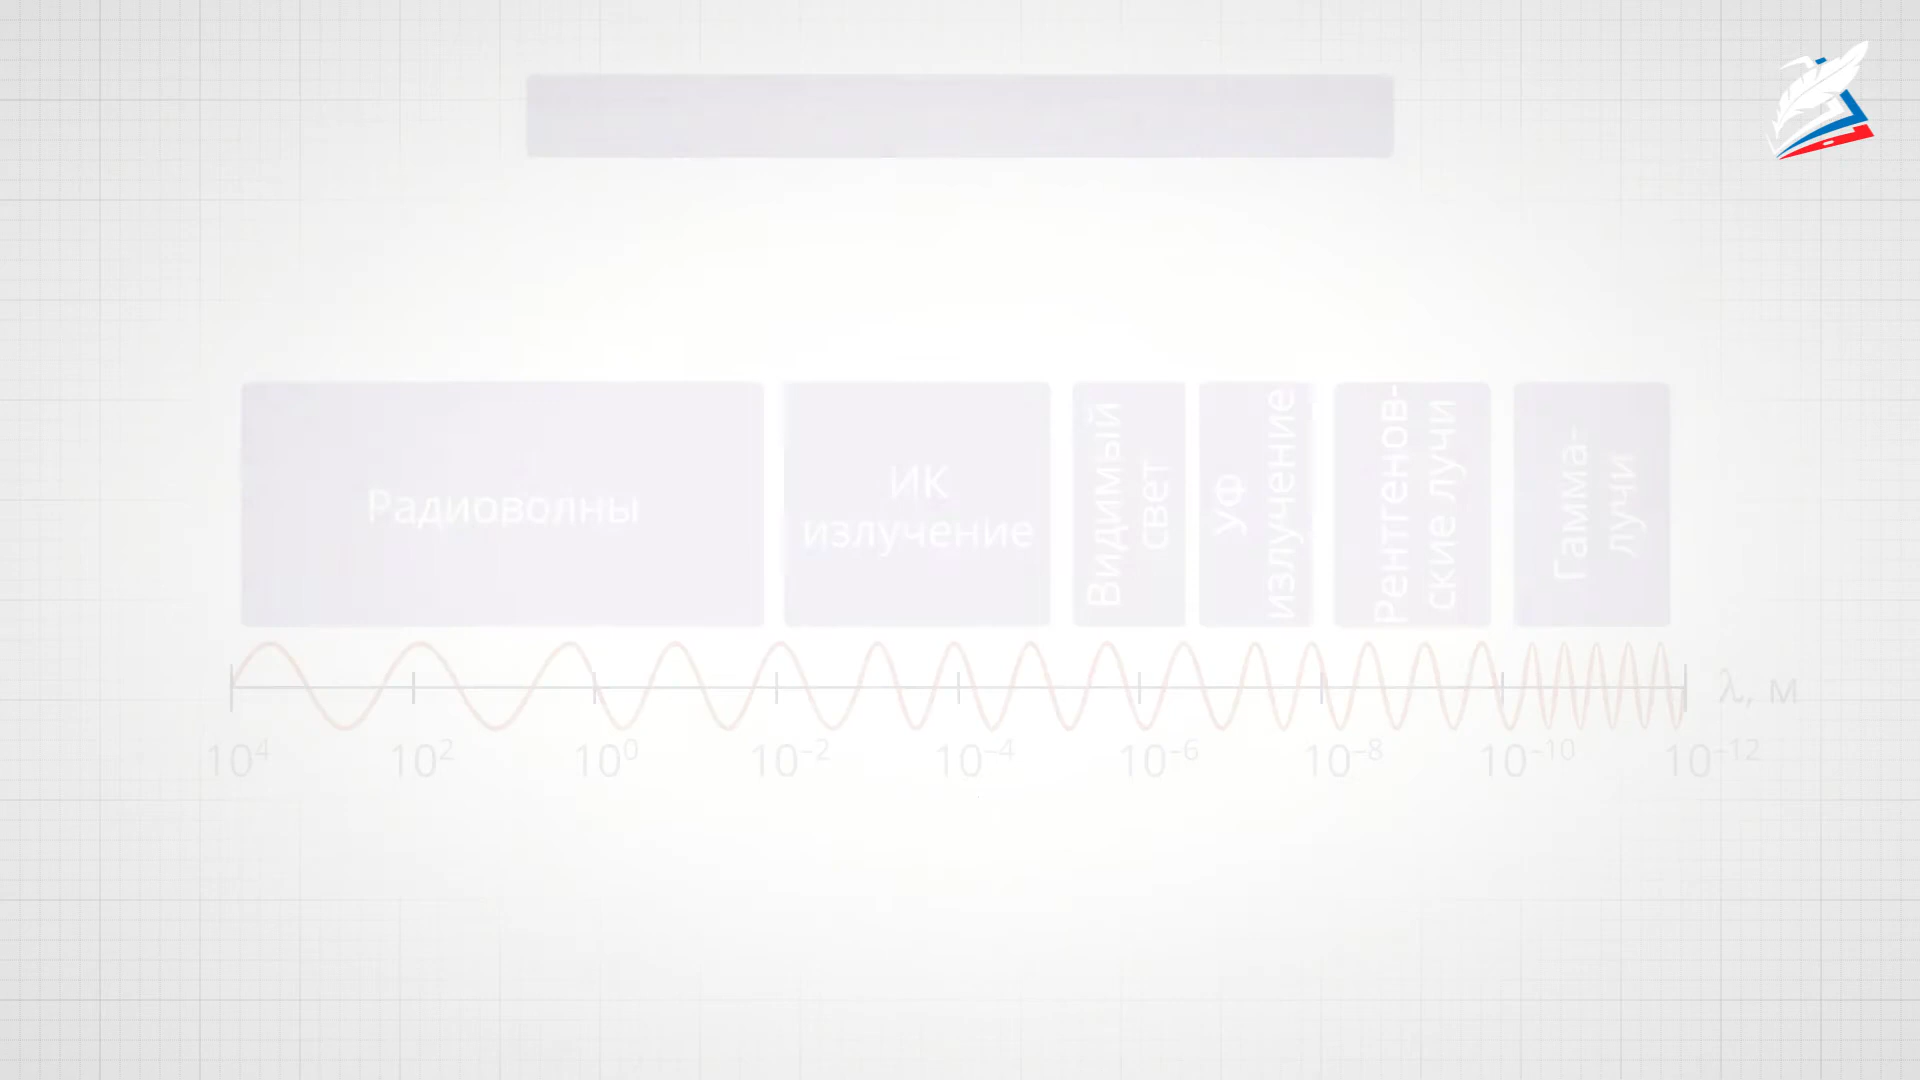 Радиоволны
ИК
излучение
Видимый
свет
УФ
излучение
Рентгенов-
ские лучи
Гамма-
лучи
λ, м
10⁴ 10² 10⁰ 10⁻² 10⁻⁴ 10⁻⁶ 10⁻⁸ 10⁻¹⁰ 10⁻¹²